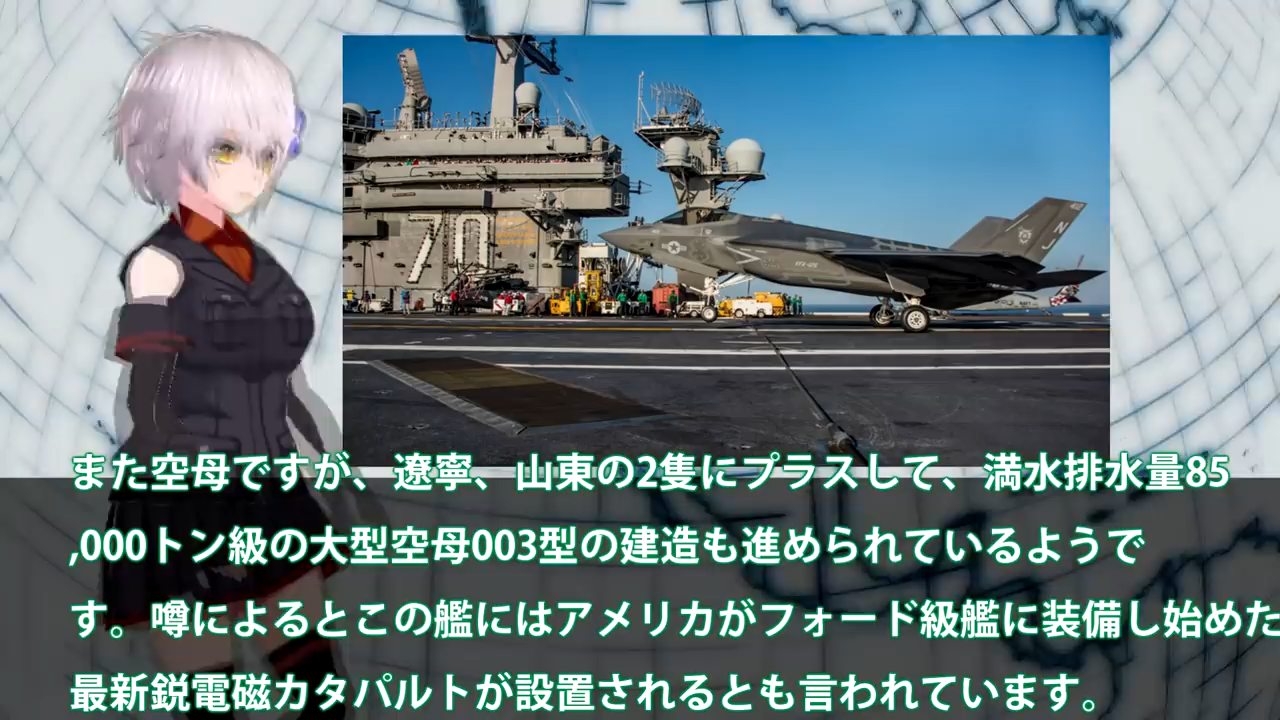 70
NJ
また空母ですが、遼寧、山東の2隻にプラスして、満水排水量85
,000トン級の大型空母003型の建造も進められているようで
す。噂によるとこの艦にはアメリカがフォード級艦に装備し始めた
最新鋭電磁カタパルトが設置されるとも言われています。